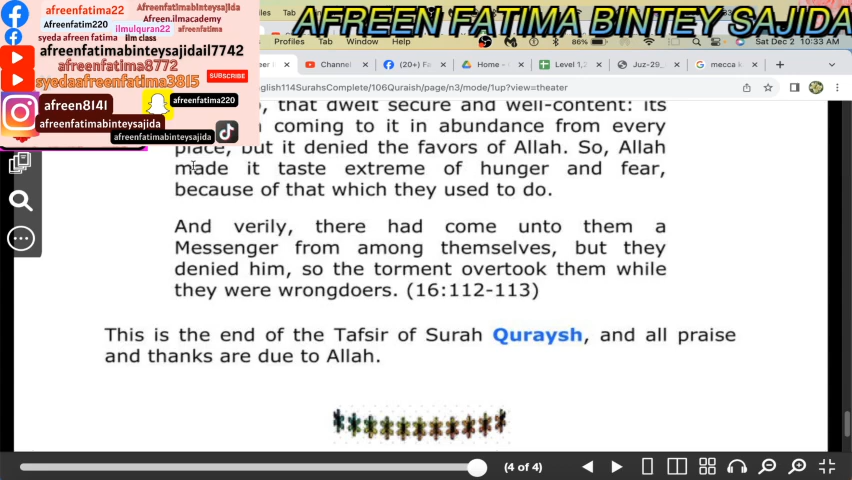 AFREEN FATIMA BINTEY SAJIDA
afreenfatima22
Afreenfatimabinteysajida
Afreen.ilmacademy
Afreenfatim220
ilmulquran22
afreenfatima
syeda afreen fatima
Ilm class
afreenfatimabinteysajidail7742
afreenfatima8772
syedaafreenfatima3815
SUBSCRIBE
afreen8141
afreenfatima220
afreenfatimabinteysajida
afreenfatimabinteysajida
Profiles Tab Window Help 86% Sat Dec 2 10:33 AM
Channel (20+) Fa Home - Level 1,2 Juz-29_ mecca k
glish114SurahsComplete/106Quraish/page/n3/mode/1up?view=theater
that dwelt secure and well-content: its
coming to it in abundance from every
place, but it denied the favors of Allah. So, Allah
made it taste extreme of hunger and fear,
because of that which they used to do.
And verily, there had come unto them a
Messenger from among themselves, but they
denied him, so the torment overtook them while
they were wrongdoers. (16:112-113)
This is the end of the Tafsir of Surah Quraysh, and all praise
and thanks are due to Allah.
(4 of 4)